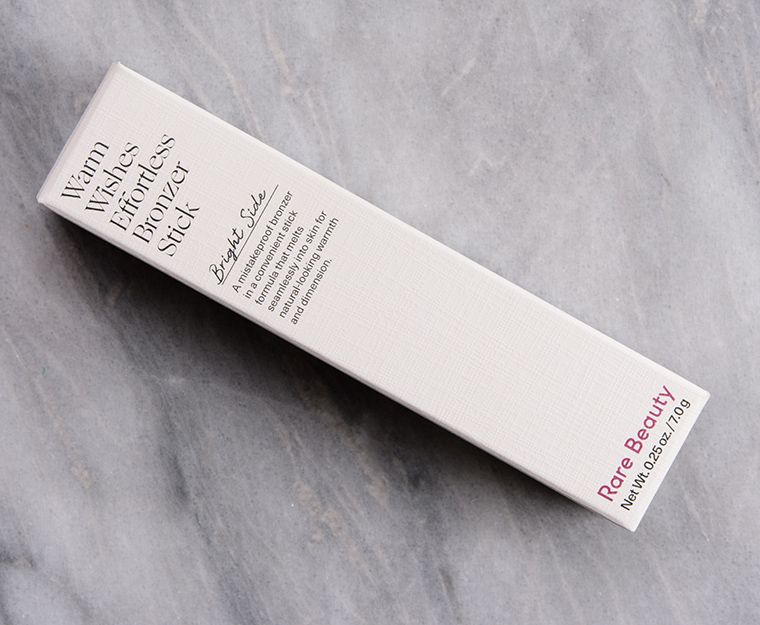 Warm
Wishes
Effortless
Bronzer
Stick
Bright Side
A mistakeproof bronzer
in a convenient stick
formula that melts
seamlessly into skin for
natural-looking warmth
and dimension.
Rare Beauty
Net Wt. 0.25 oz. / 7.0 g